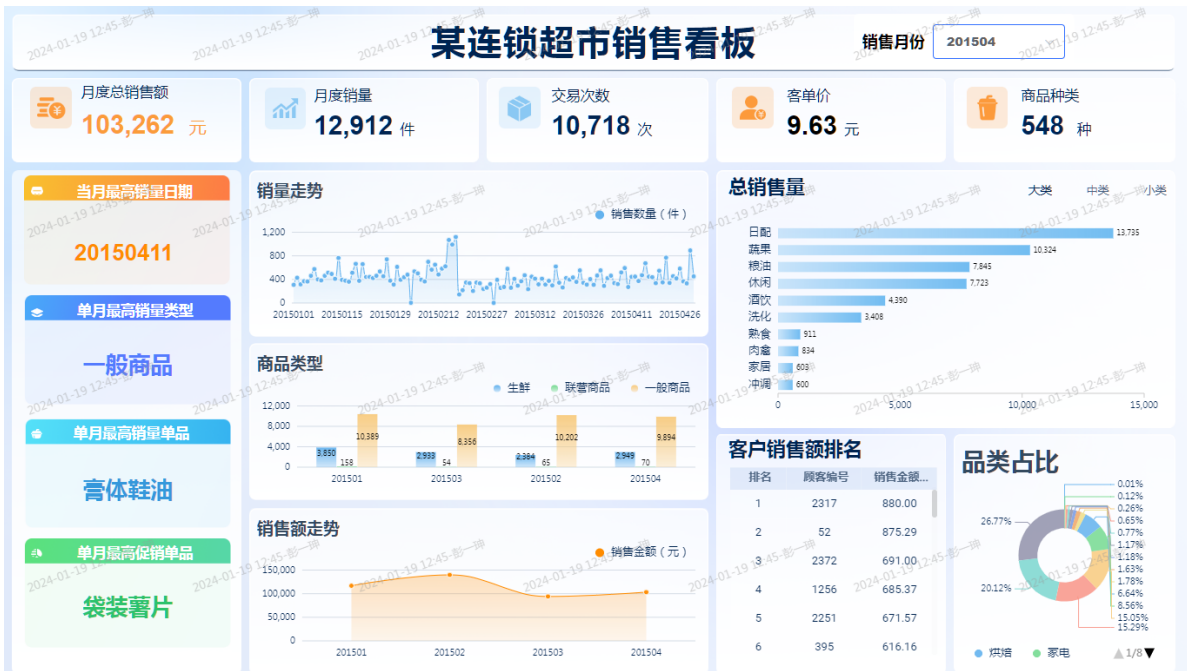 某连锁超市销售看板
销售月份 201504
月度总销售额
103,262 元
月度销量
12,912 件
交易次数
10,718 次
客单价
9.63 元
商品种类
548 种
当月最高销量日期
20150411
单月最高销量类型
一般商品
单月最高销量单品
膏体鞋油
单月最高促销单品
袋装薯片
销量走势
销售数量（件）
1,200
800
400
0
20150101 20150115 20150129 20150212 20150227 20150312 20150326 20150411 20150426
商品类型
生鲜 联营商品 一般商品
12,000
8,000
4,000
0
3,850 158 10,389
2,933 54 8,356
2,384 65 10,202
2,949 70 9,894
201501 201503 201502 201504
销售额走势
销售金额（元）
150,000
100,000
50,000
0
201501 201502 201503 201504
总销售量
大类 中类 小类
日配 13,735
蔬果 10,324
粮油 7,845
休闲 7,723
酒饮 4,390
洗化 3,408
熟食 911
肉禽 834
家居 603
冲调 600
0 5,000 10,000 15,000
客户销售额排名
排名 顾客编号 销售金额...
1 2317 880.00
2 52 875.29
3 2372 691.00
4 1256 685.37
5 2251 671.57
6 395 616.16
品类占比
0.01%
0.12%
0.26%
0.65%
0.77%
1.17%
1.18%
1.63%
1.78%
6.64%
8.56%
15.05%
15.29%
26.77%
20.12%
烘焙 家电 1/8
2024-01-19 12:45-彭一珅